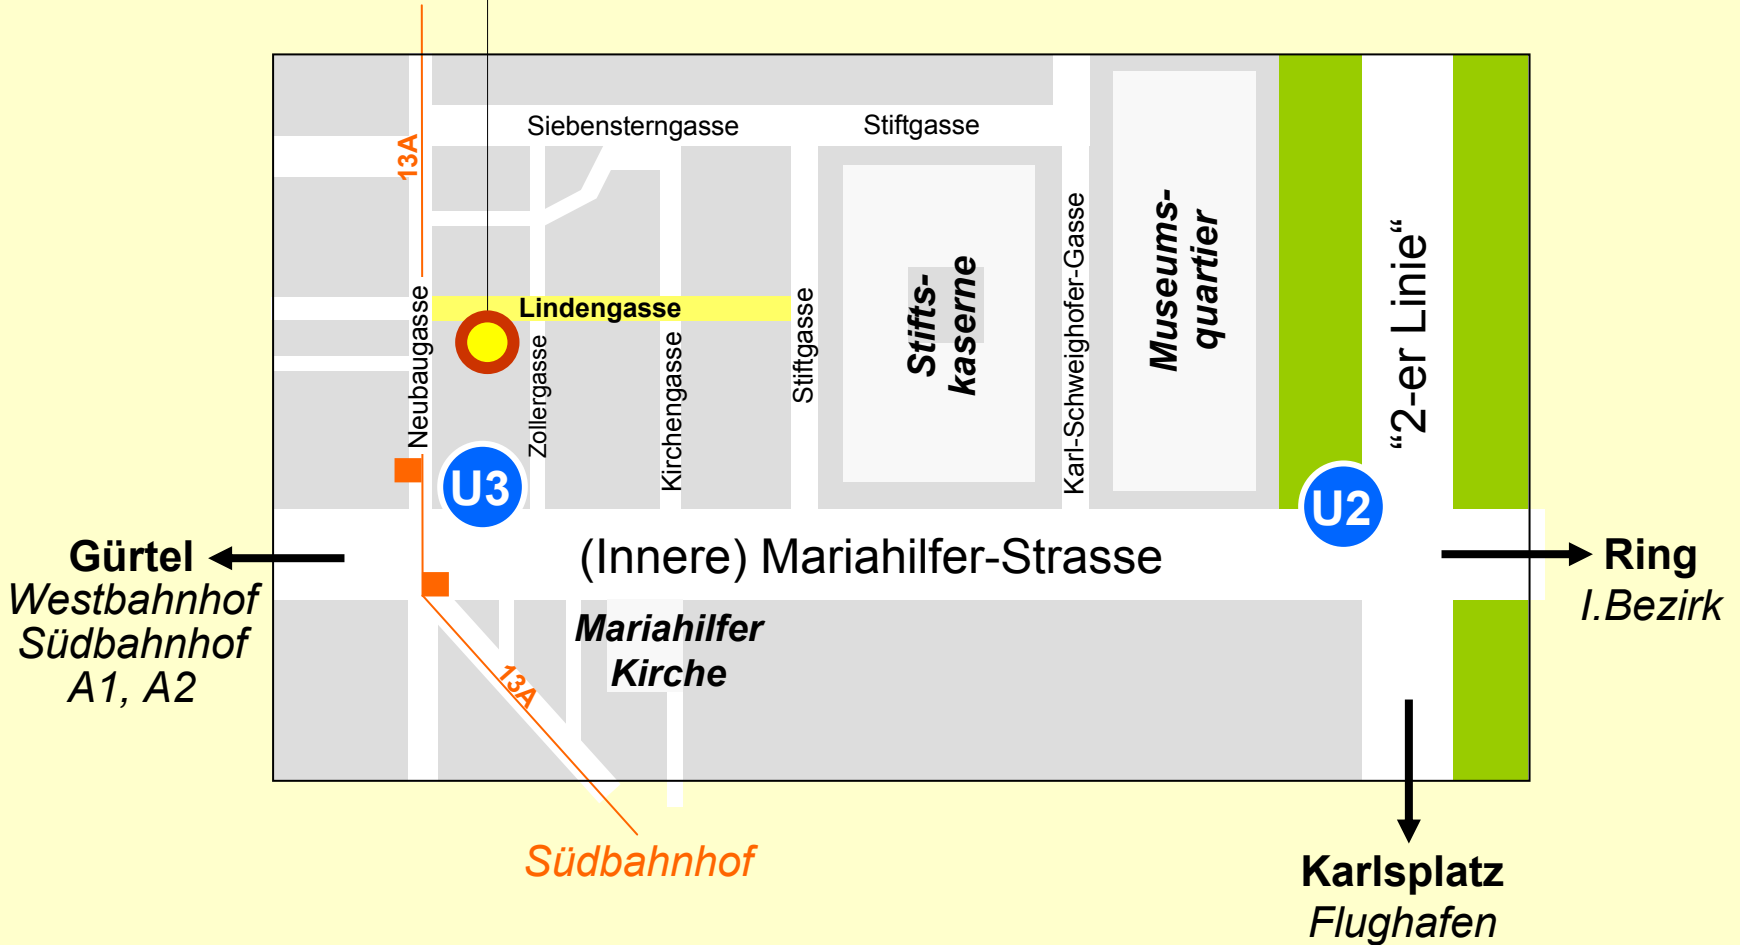 13A
Siebensterngasse
Stiftgasse
Neubaugasse
Lindengasse
Zollergasse
Kirchengasse
Stiftgasse
Stifts-
kaserne
Karl-Schweighofer-Gasse
Museums-
quartier
“2-er Linie“
U3
U2
Gürtel
Westbahnhof
Südbahnhof
A1, A2
(Innere) Mariahilfer-Strasse
Ring
I.Bezirk
Mariahilfer
Kirche
13A
Südbahnhof
Karlsplatz
Flughafen